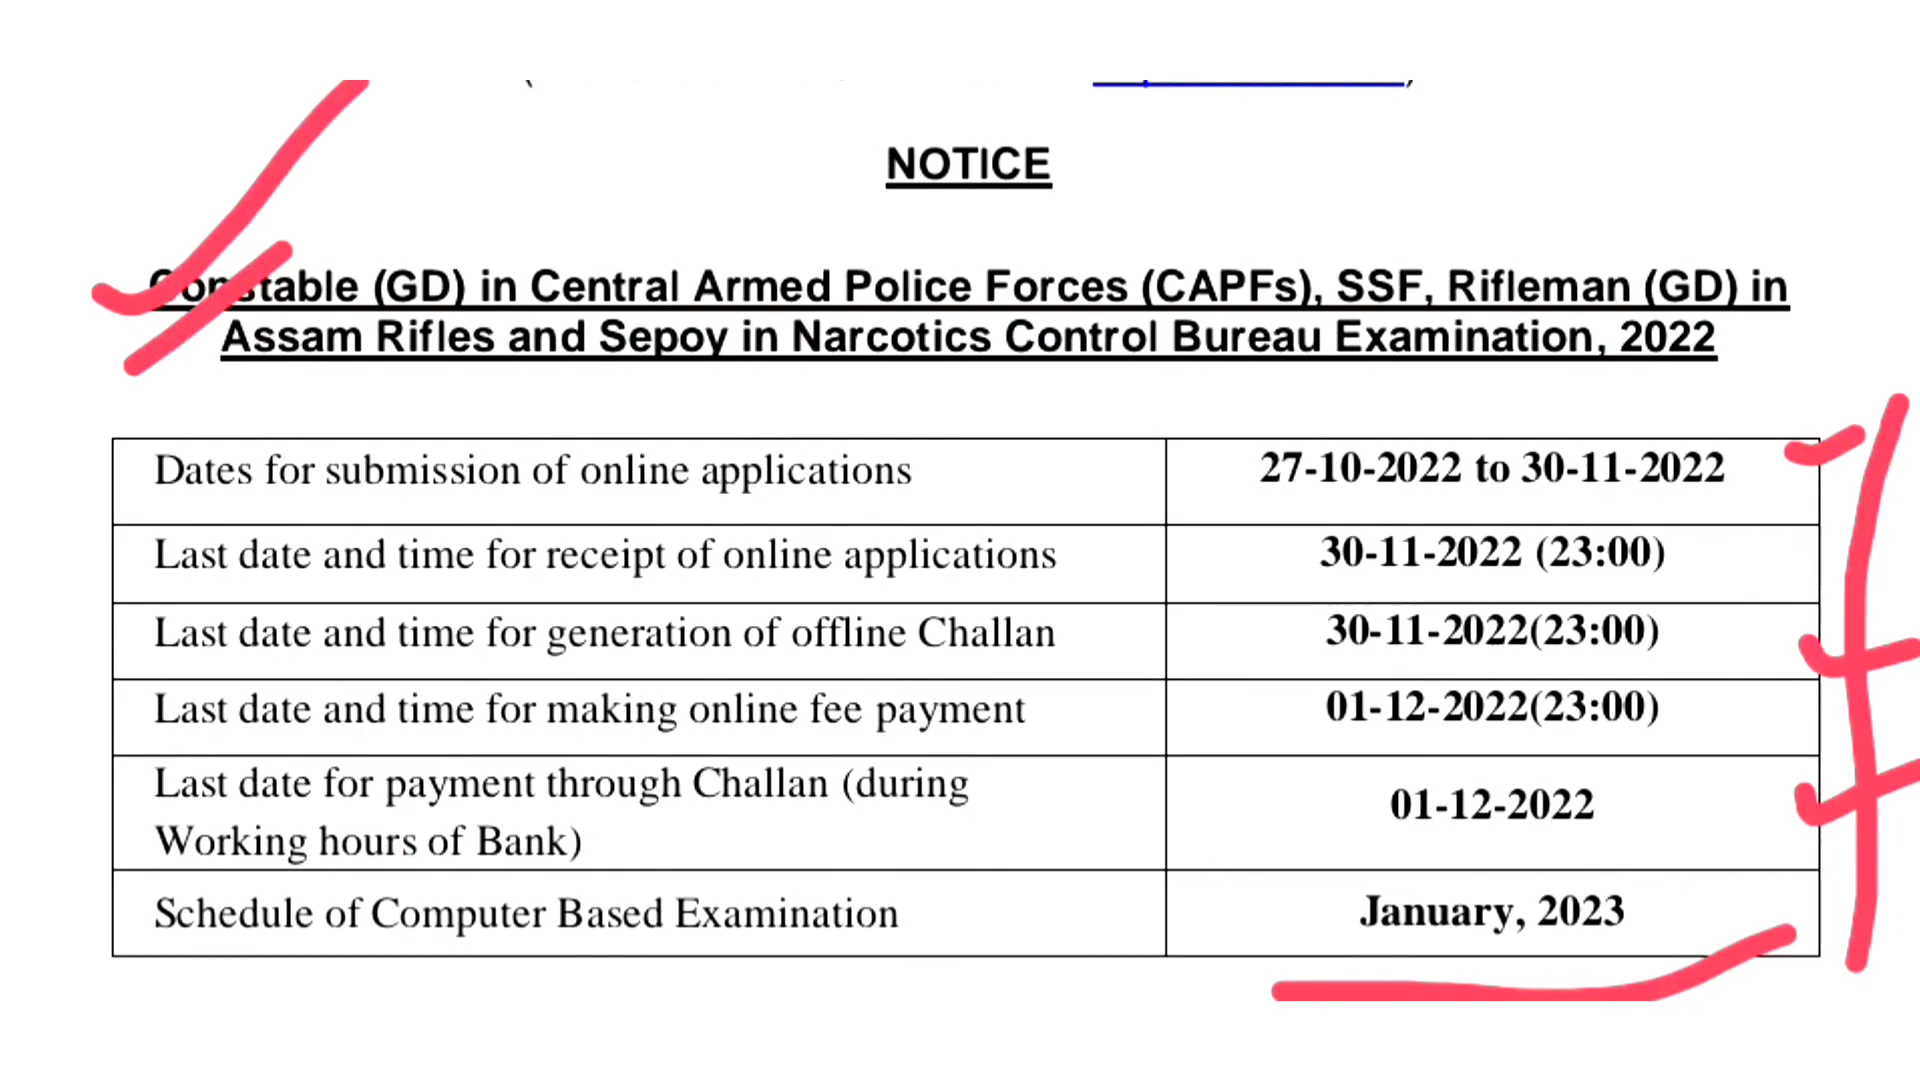 NOTICE
Constable (GD) in Central Armed Police Forces (CAPFs), SSF, Rifleman (GD) in
Assam Rifles and Sepoy in Narcotics Control Bureau Examination, 2022
Dates for submission of online applications 27-10-2022 to 30-11-2022
Last date and time for receipt of online applications 30-11-2022 (23:00)
Last date and time for generation of offline Challan 30-11-2022(23:00)
Last date and time for making online fee payment 01-12-2022(23:00)
Last date for payment through Challan (during
Working hours of Bank) 01-12-2022
Schedule of Computer Based Examination January, 2023